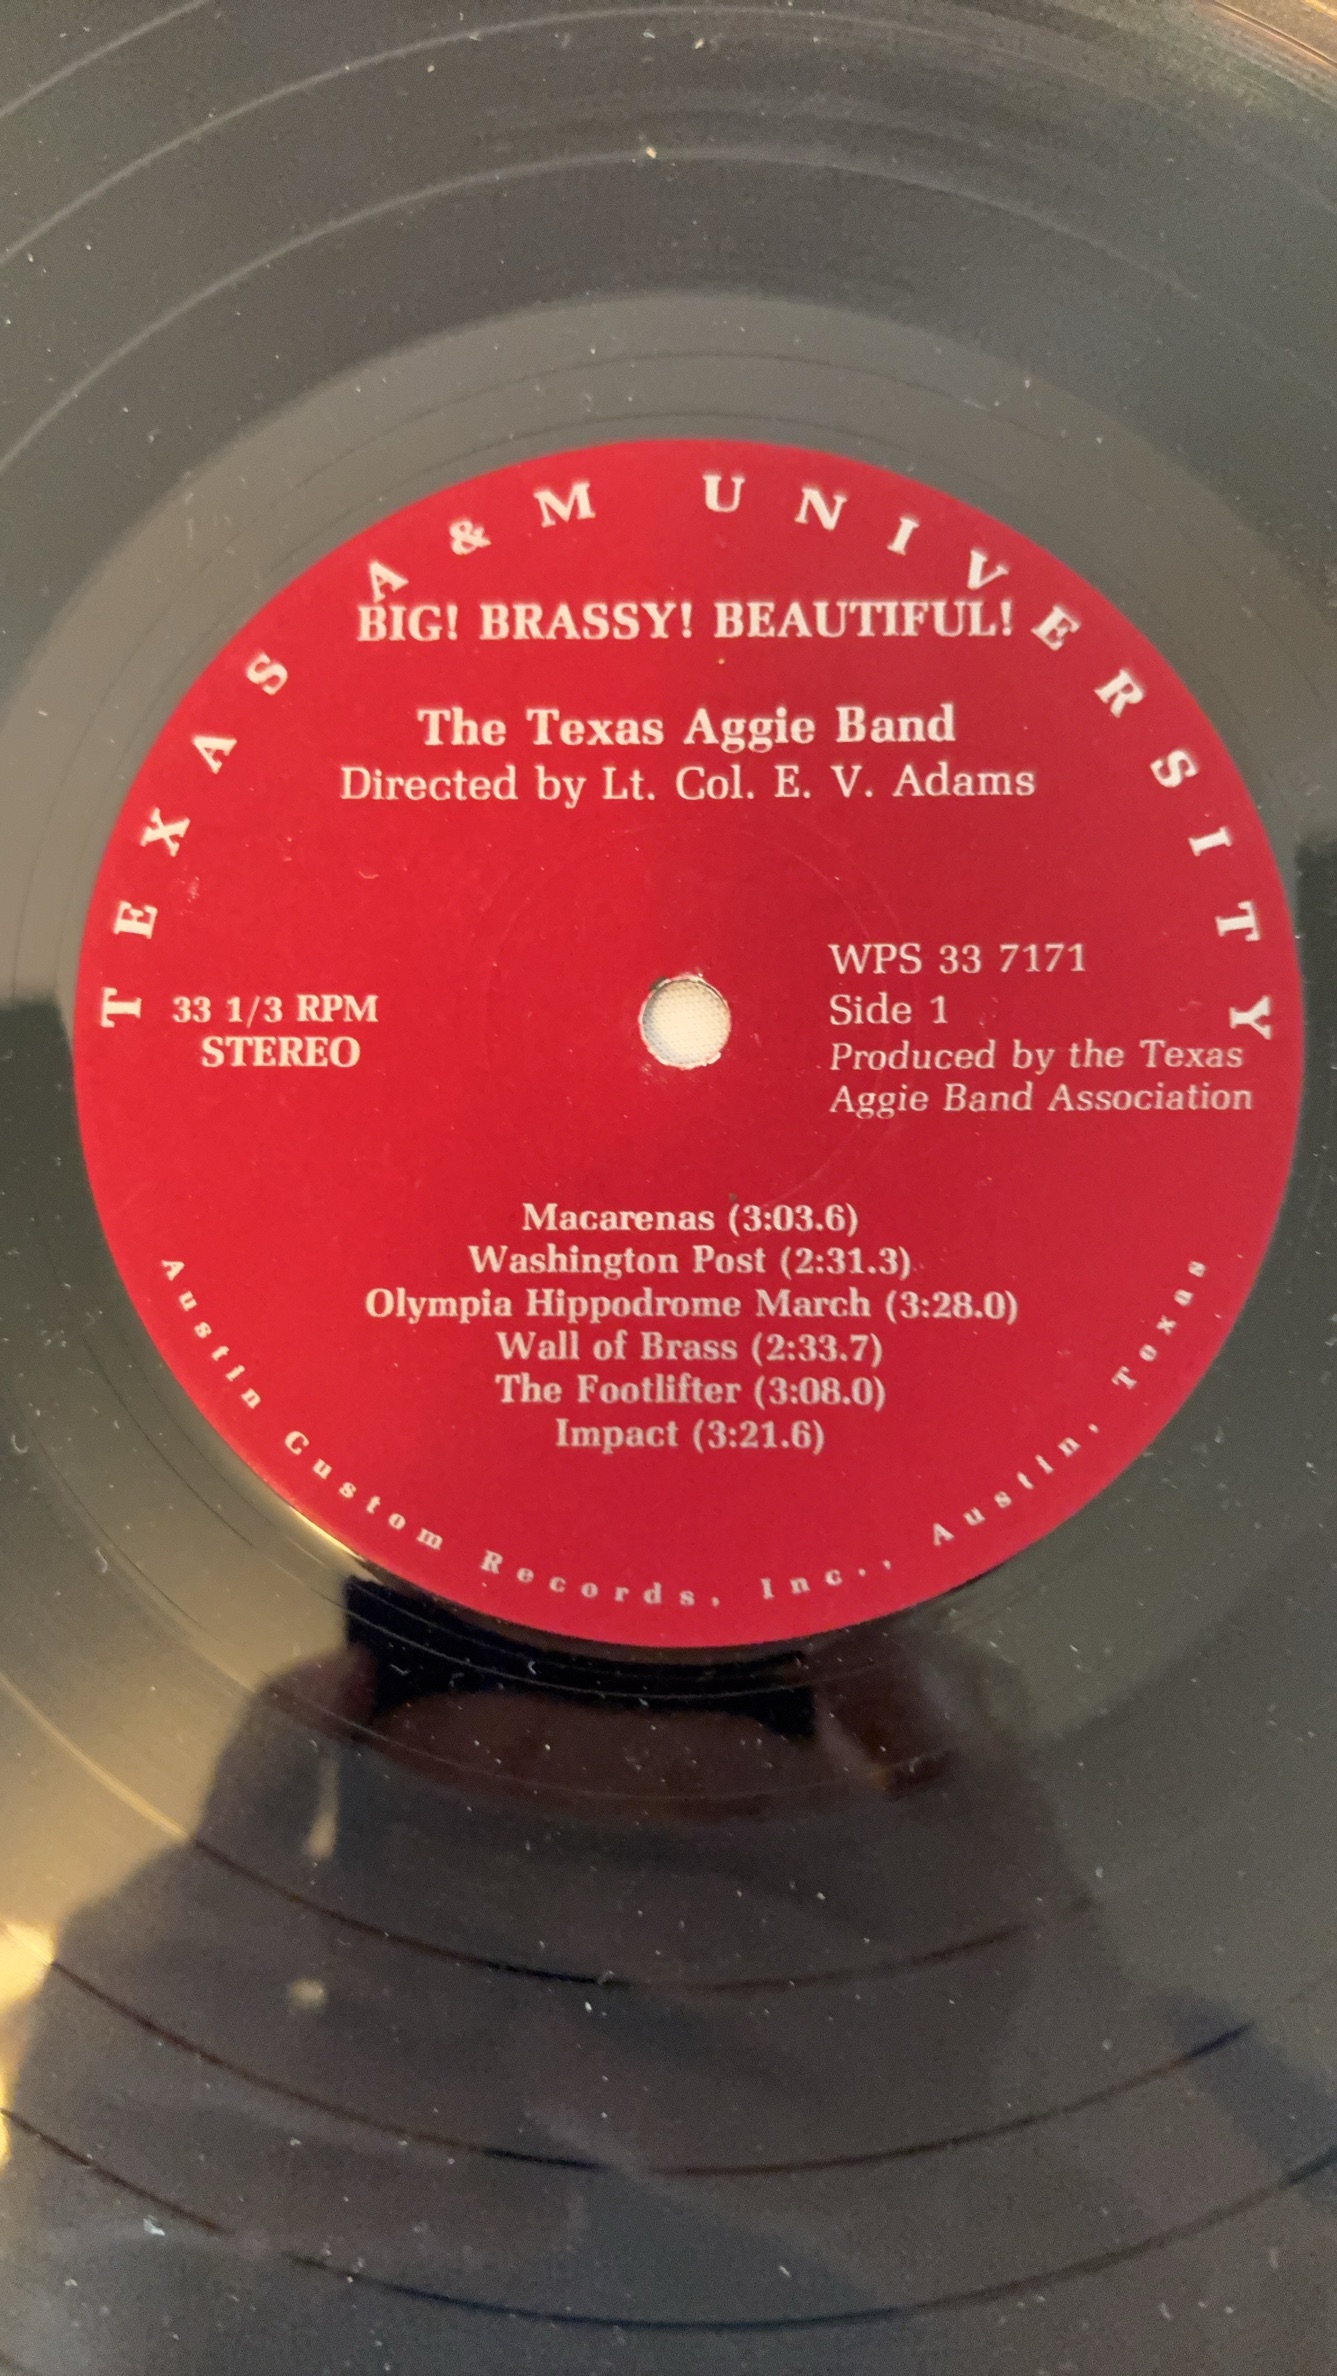 TEXAS A & M UNIVERSITY
BIG! BRASSY! BEAUTIFUL!
The Texas Aggie Band
Directed by Lt. Col. E. V. Adams
33 1/3 RPM
STEREO
WPS 33 7171
Side 1
Produced by the Texas
Aggie Band Association
Macarenas (3:03.6)
Washington Post (2:31.3)
Olympia Hippodrome March (3:28.0)
Wall of Brass (2:33.7)
The Footlifter (3:08.0)
Impact (3:21.6)
Austin Custom Records, Inc., Austin, Texas